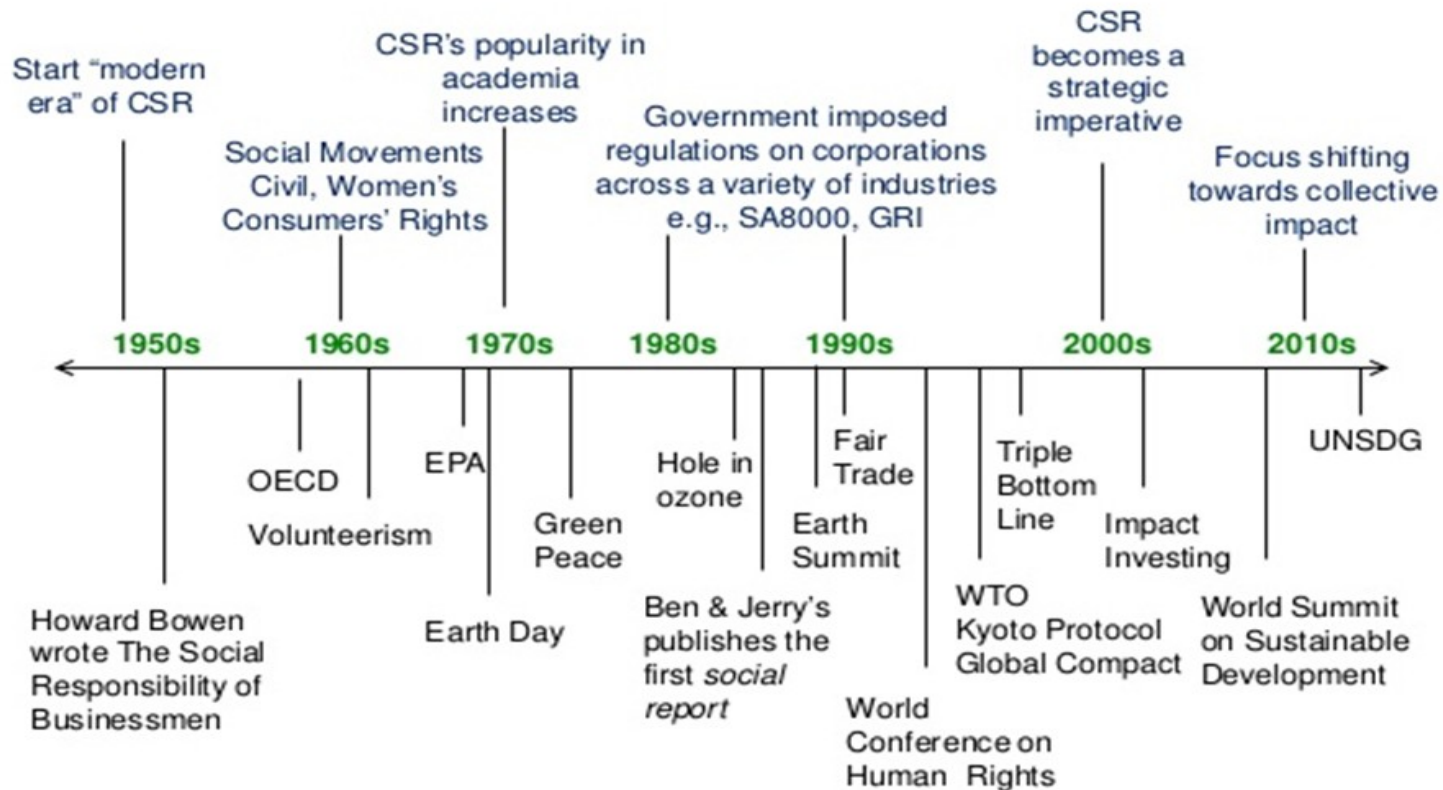 Start "modern
era" of CSR
Social Movements
Civil, Women's
Consumers' Rights
CSR's popularity in
academia
increases
Government imposed
regulations on corporations
across a variety of industries
e.g., SA8000, GRI
CSR
becomes a
strategic
imperative
Focus shifting
towards collective
impact
1950s 1960s 1970s 1980s 1990s 2000s 2010s
Howard Bowen
wrote The Social
Responsibility of
Businessmen
OECD
Volunteerism
EPA
Earth Day
Green
Peace
Hole in
ozone
Ben & Jerry's
publishes the
first social
report
Earth
Summit
Fair
Trade
World
Conference on
Human Rights
WTO
Kyoto Protocol
Global Compact
Triple
Bottom
Line
Impact
Investing
World Summit
on Sustainable
Development
UNSDG